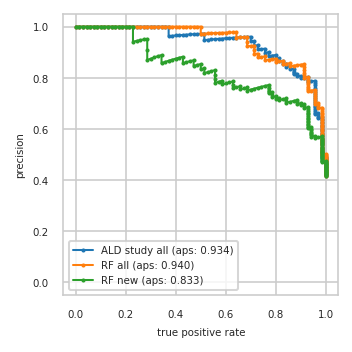 1.0
0.8
0.6
0.4
0.2
0.0
precision
ALD study all (aps: 0.934)
RF all (aps: 0.940)
RF new (aps: 0.833)
0.0 0.2 0.4 0.6 0.8 1.0
true positive rate